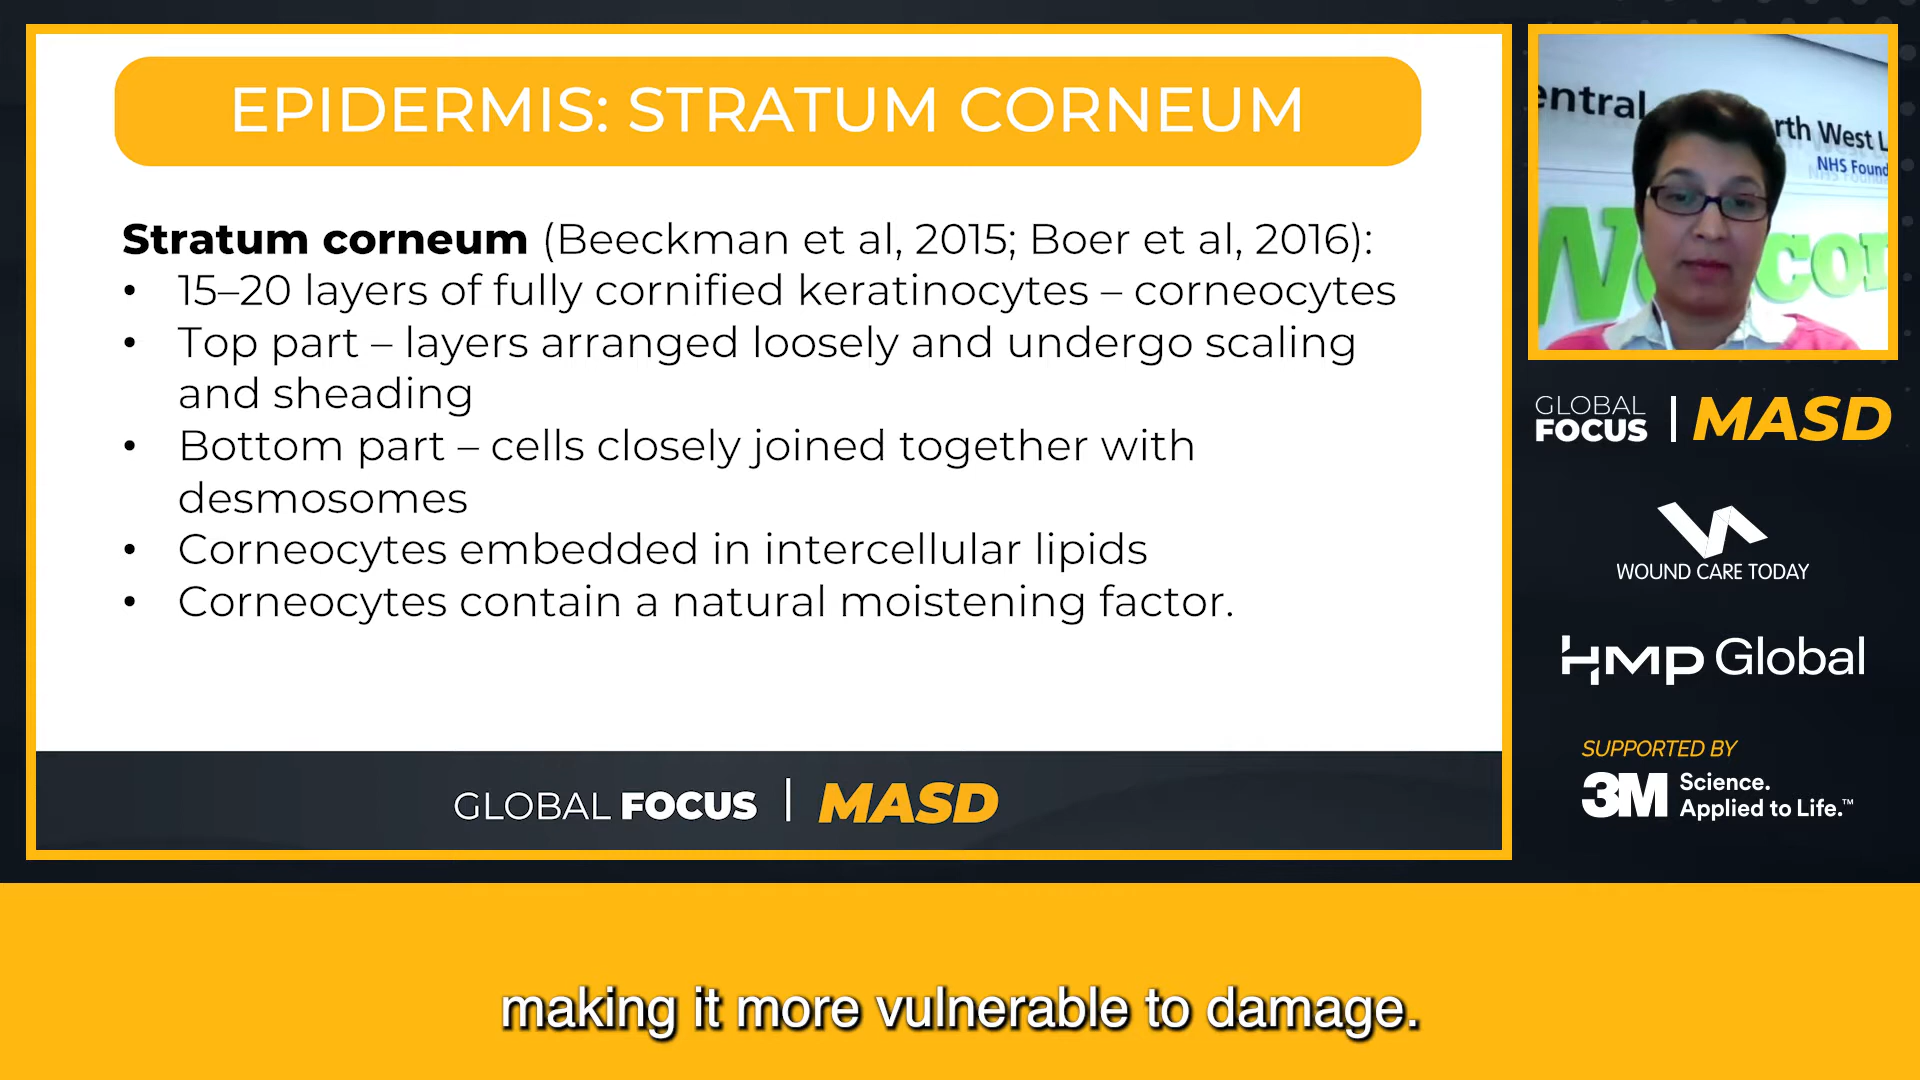 EPIDERMIS: STRATUM CORNEUM
Stratum corneum (Beeckman et al, 2015; Boer et al, 2016):
• 15–20 layers of fully cornified keratinocytes – corneocytes
• Top part – layers arranged loosely and undergo scaling
and sheading
• Bottom part – cells closely joined together with
desmosomes
• Corneocytes embedded in intercellular lipids
• Corneocytes contain a natural moistening factor.
GLOBAL FOCUS | MASD
entral
rth West L
NHS Found
GLOBAL
FOCUS | MASD
WOUND CARE TODAY
HMP Global
SUPPORTED BY
3M Science.
Applied to Life.™
making it more vulnerable to damage.